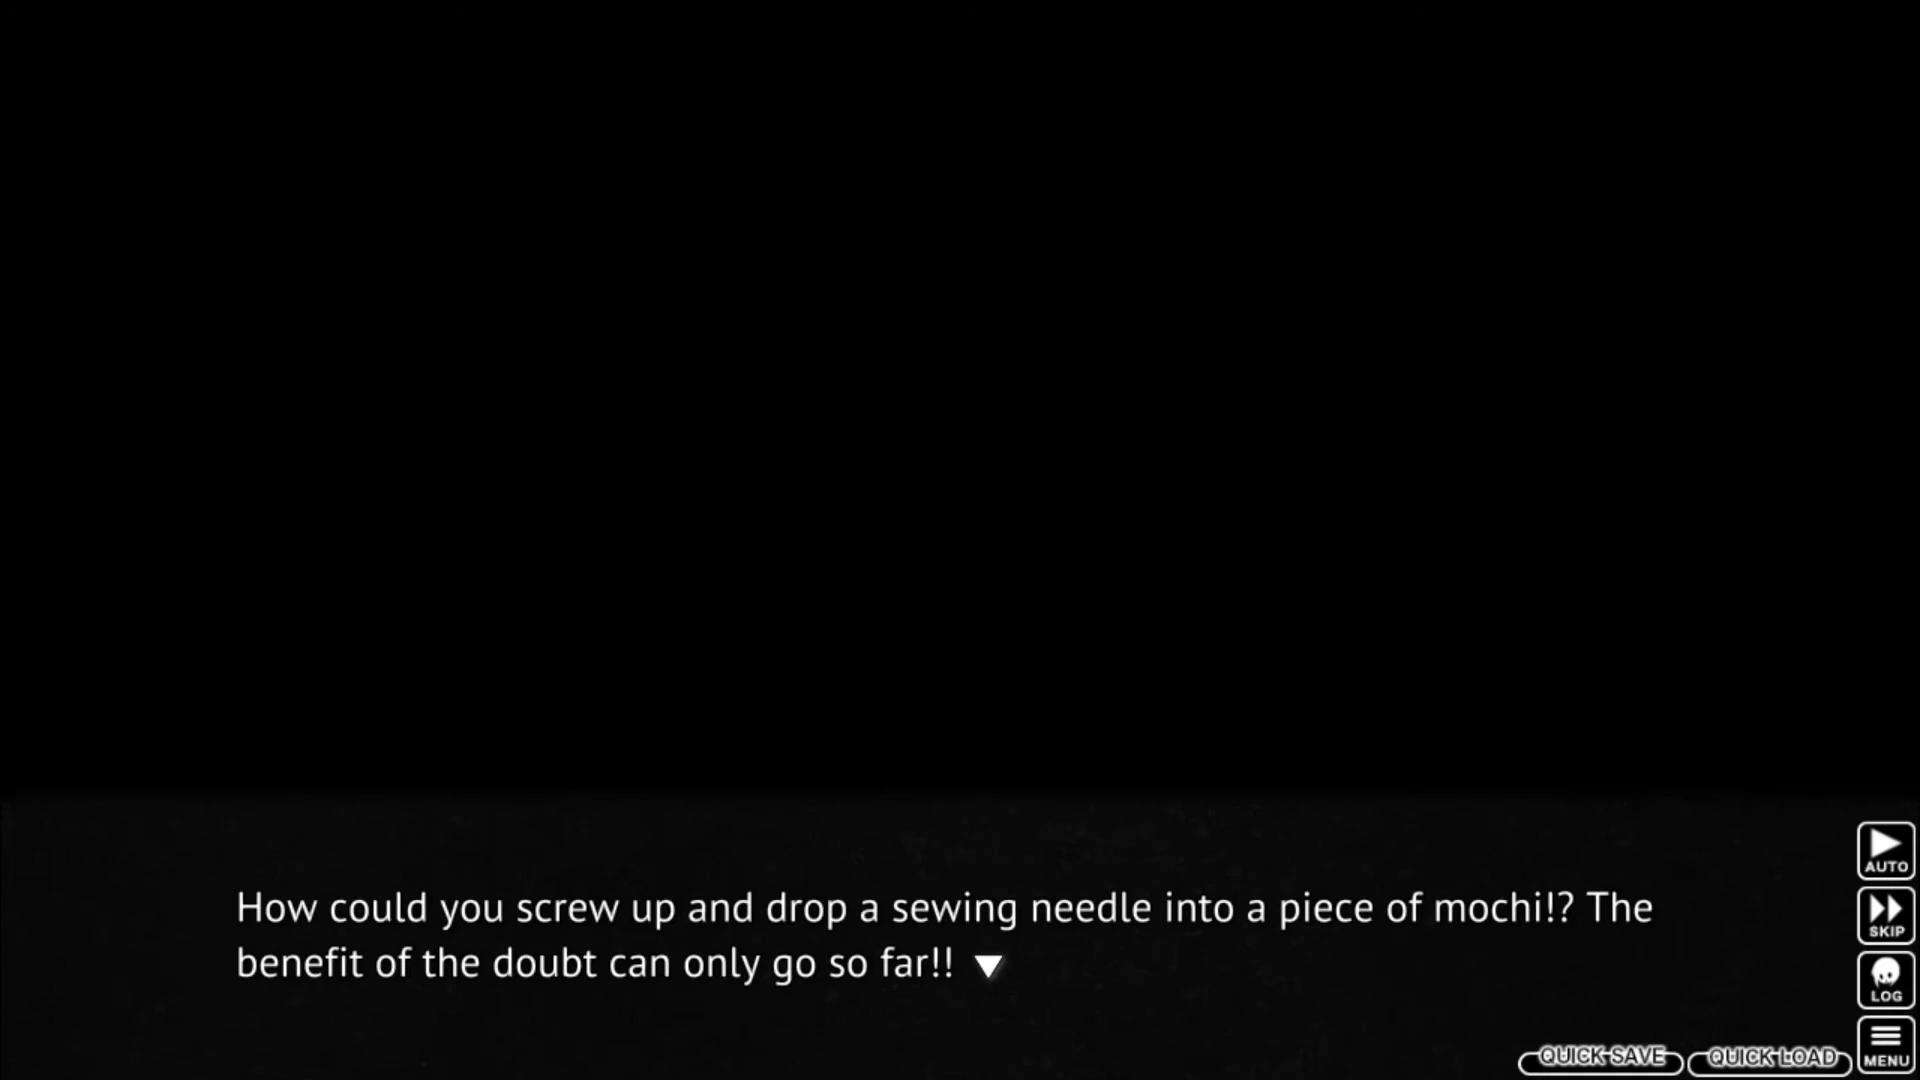 How could you screw up and drop a sewing needle into a piece of mochi!? The
benefit of the doubt can only go so far!!
AUTO
SKIP
LOG
MENU
QUICK SAVE
QUICK LOAD